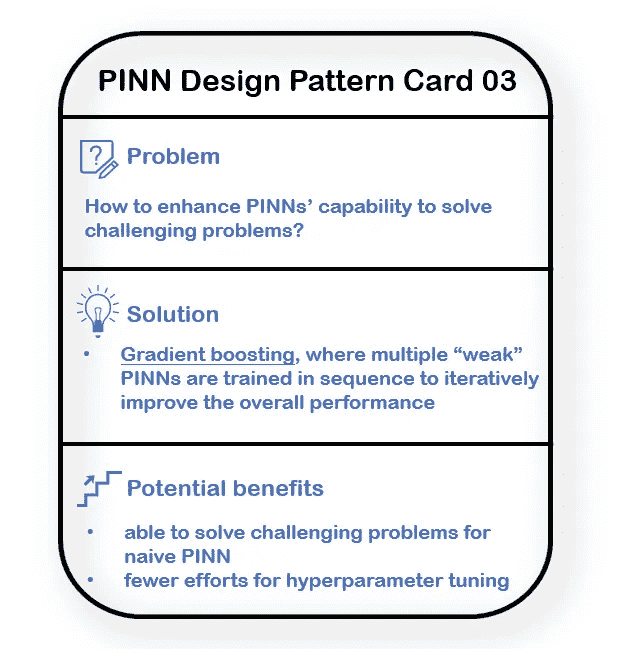 PINN Design Pattern Card 03
?
Problem
How to enhance PINNs’ capability to solve
challenging problems?
Solution
• Gradient boosting, where multiple “weak”
PINNs are trained in sequence to iteratively
improve the overall performance
Potential benefits
• able to solve challenging problems for
naive PINN
• fewer efforts for hyperparameter tuning